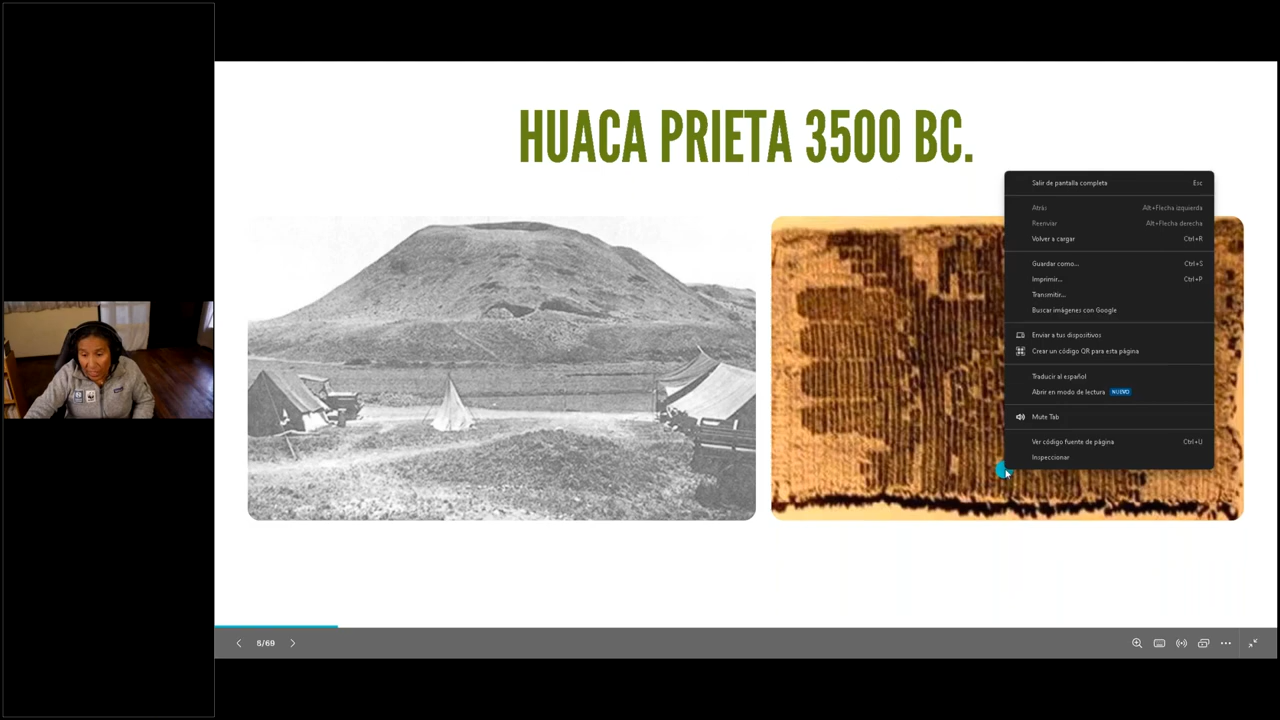 HUACA PRIETA 3500 BC.
Salir de pantalla completa Esc
Atrás Alt+Flecha izquierda
Reenviar Alt+Flecha derecha
Volver a cargar Ctrl+R
Guardar como... Ctrl+S
Imprimir... Ctrl+P
Transmitir...
Buscar imágenes con Google
Enviar a tus dispositivos
Crear un código QR para esta página
Traducir al español
Abrir en modo de lectura NUEVO
Mute Tab
Ver código fuente de página Ctrl+U
Inspeccionar
8/69